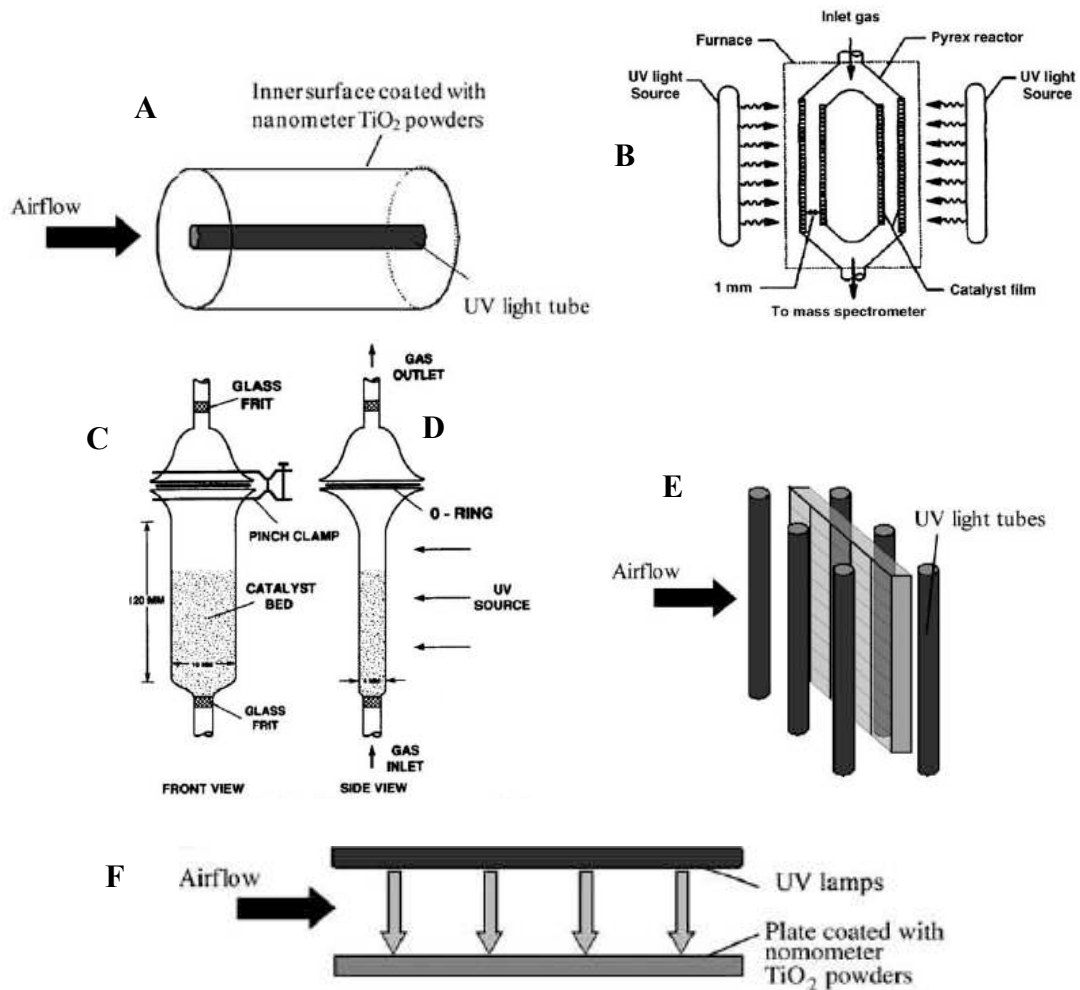 A
Inner surface coated with
nanometer TiO₂ powders
Airflow
UV light tube
B
Inlet gas
Furnace
Pyrex reactor
UV light
Source
UV light
Source
1 mm
Catalyst film
To mass spectrometer
C
D
GAS
OUTLET
GLASS
FRIT
PINCH CLAMP
O - RING
120 MM
CATALYST
BED
UV
SOURCE
GLASS
FRIT
GAS
INLET
FRONT VIEW
SIDE VIEW
E
UV light tubes
Airflow
F
Airflow
UV lamps
Plate coated with
nomometer
TiO₂ powders